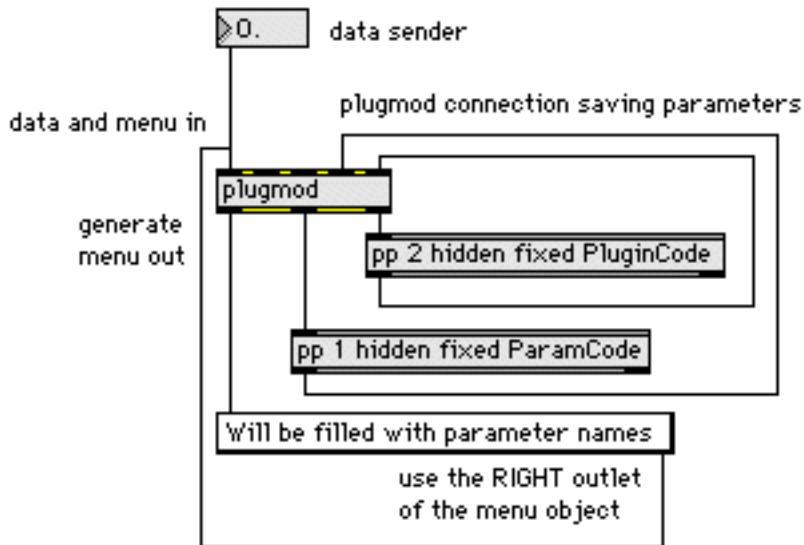 0.
data sender
plugmod connection saving parameters
data and menu in
plugmod
generate
menu out
pp 2 hidden fixed PluginCode
pp 1 hidden fixed ParamCode
Will be filled with parameter names
use the RIGHT outlet
of the menu object